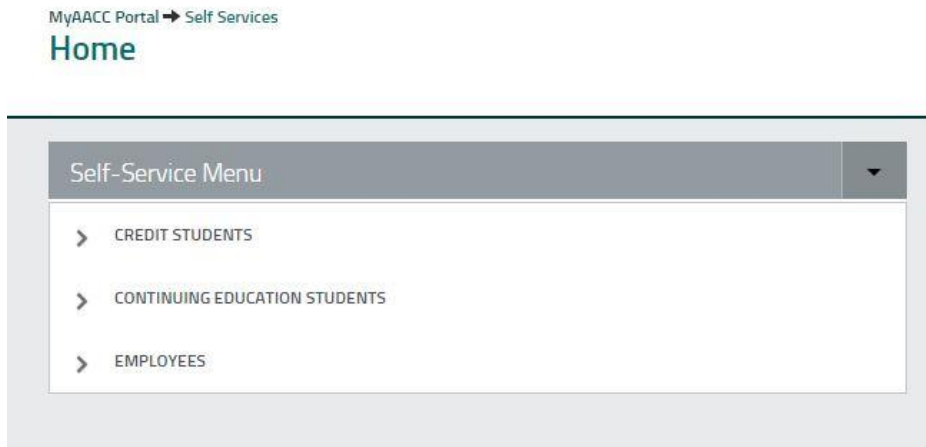 MyAACC Portal ➔ Self Services
Home
Self-Service Menu
CREDIT STUDENTS
CONTINUING EDUCATION STUDENTS
EMPLOYEES